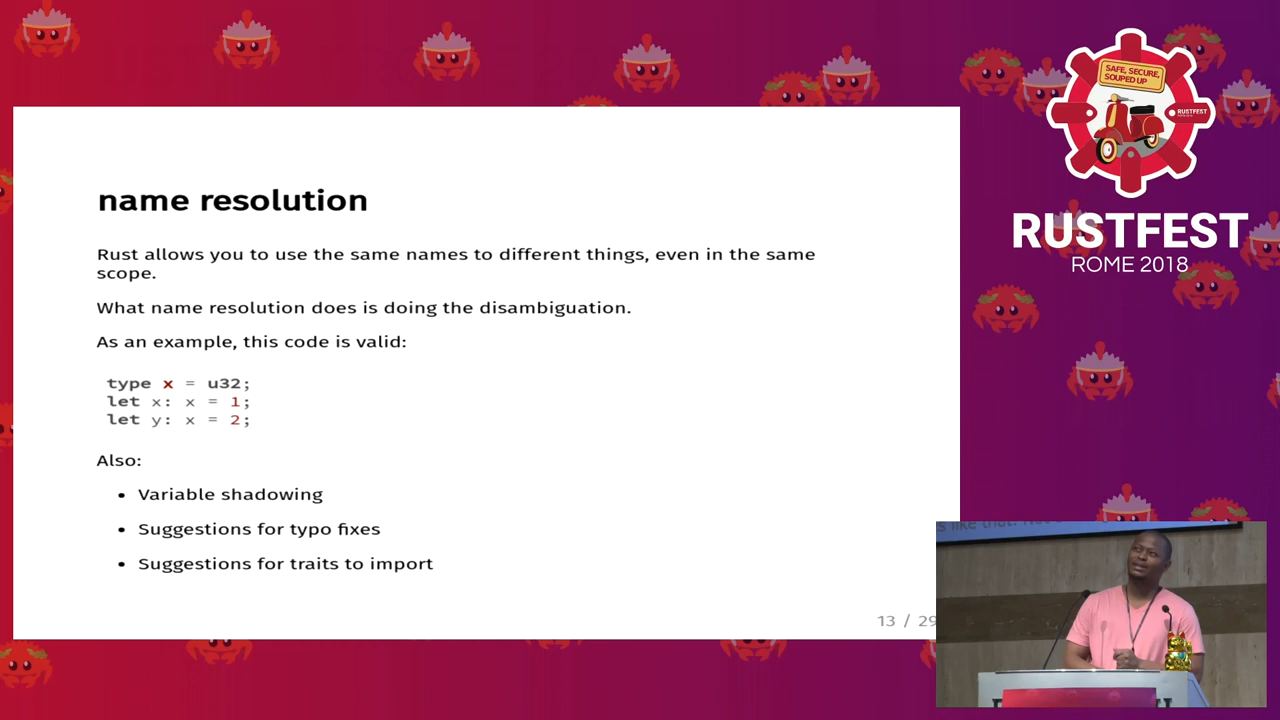 SAFE, SECURE,
SOUPED UP
RUSTFEST
RUSTFEST
ROME 2018
name resolution
Rust allows you to use the same names to different things, even in the same
scope.
What name resolution does is doing the disambiguation.
As an example, this code is valid:
type x = u32;
let x: x = 1;
let y: x = 2;
Also:
• Variable shadowing
• Suggestions for typo fixes
• Suggestions for traits to import
13 / 29
like that.